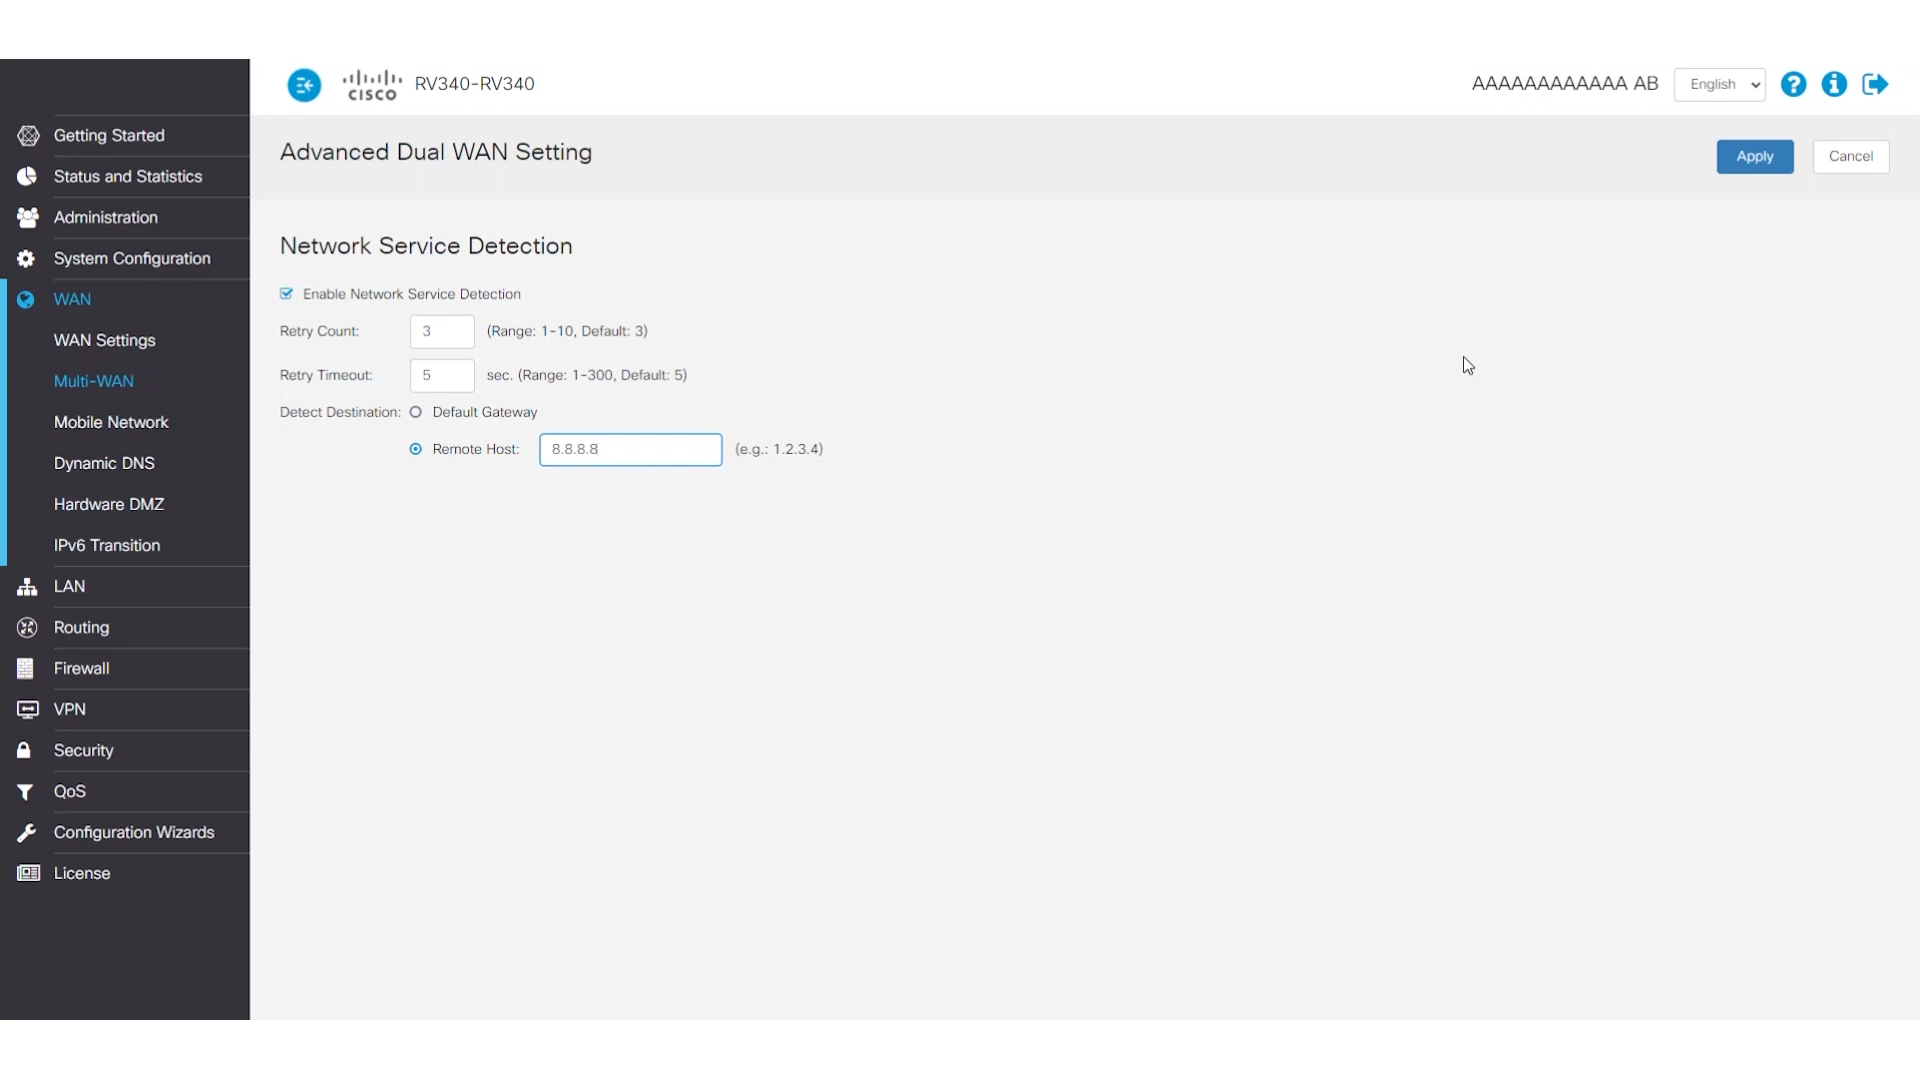 CISCO RV340-RV340
AAAAAAAAAAAA AB English
Getting Started
Status and Statistics
Administration
System Configuration
WAN
WAN Settings
Multi-WAN
Mobile Network
Dynamic DNS
Hardware DMZ
IPv6 Transition
LAN
Routing
Firewall
VPN
Security
QoS
Configuration Wizards
License
Advanced Dual WAN Setting
Apply Cancel
Network Service Detection
Enable Network Service Detection
Retry Count: 3 (Range: 1-10, Default: 3)
Retry Timeout: 5 sec. (Range: 1-300, Default: 5)
Detect Destination: Default Gateway
Remote Host: 8.8.8.8 (e.g.: 1.2.3.4)